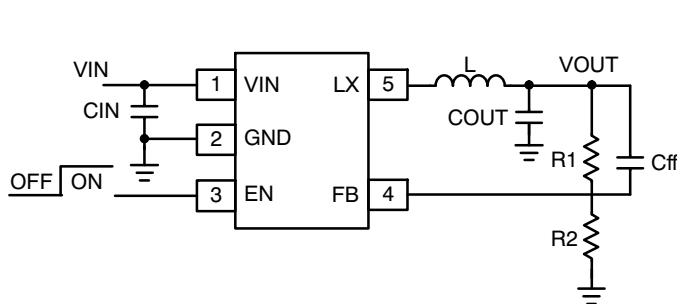 VIN
CIN
OFF
ON
1
VIN
2
GND
3
EN
LX
5
FB
4
L
COUT
VOUT
R1
Cff
R2